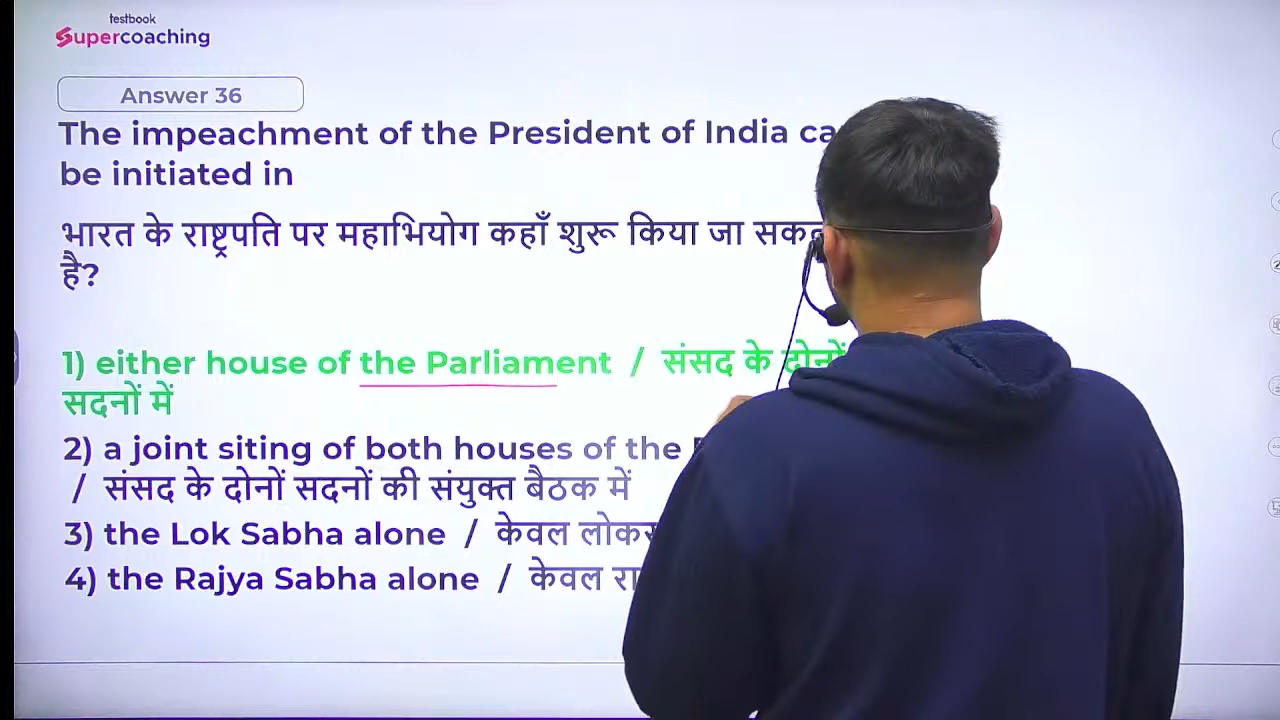 testbook
Supercoaching
Answer 36
The impeachment of the President of India
be initiated in
भारत के राष्ट्रपति पर महाभियोग कहाँ शुरू किया जा
है?
1) either house of the Parliament / संसद के दोनों
सदनों में
2) a joint siting of both houses of the
/ संसद के दोनों सदनों की संयुक्त बैठक में
3) the Lok Sabha alone / केवल
4) the Rajya Sabha alone / केवल